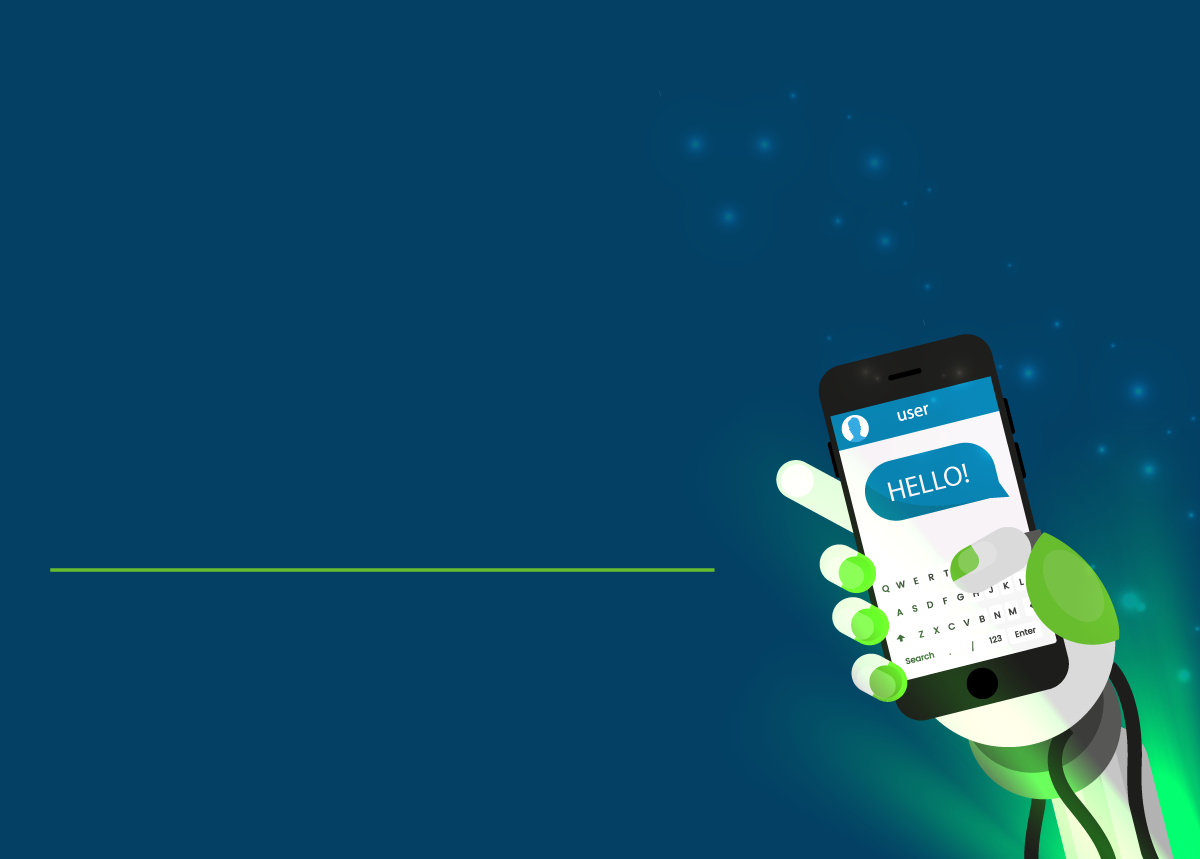 user
HELLO!
Q W E R T
A S D F G H J K L
Z X C V B N M
Search . / 123 Enter